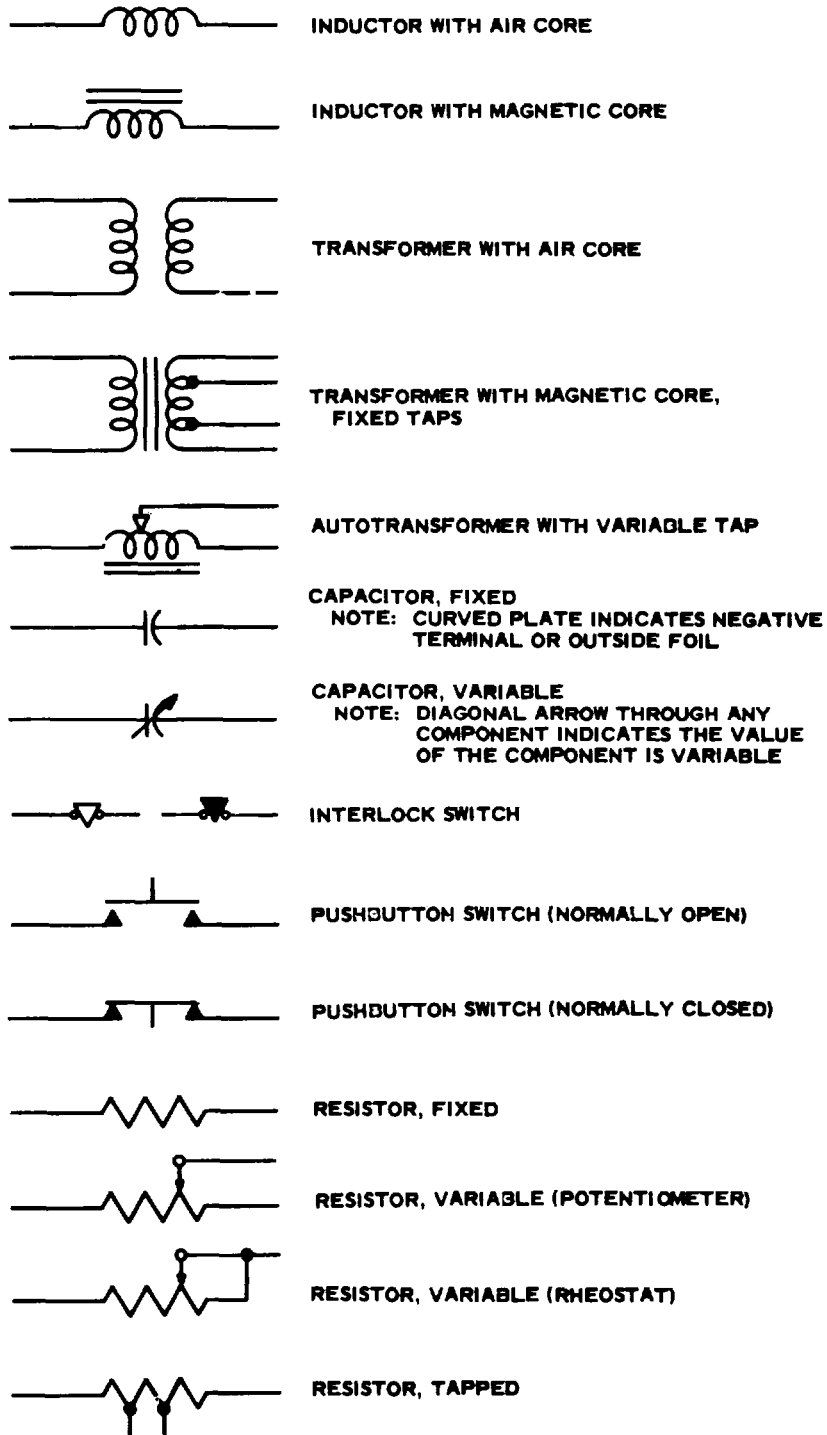 INDUCTOR WITH AIR CORE
INDUCTOR WITH MAGNETIC CORE
TRANSFORMER WITH AIR CORE
TRANSFORMER WITH MAGNETIC CORE,
FIXED TAPS
AUTOTRANSFORMER WITH VARIABLE TAP
CAPACITOR, FIXED
NOTE: CURVED PLATE INDICATES NEGATIVE
TERMINAL OR OUTSIDE FOIL
CAPACITOR, VARIABLE
NOTE: DIAGONAL ARROW THROUGH ANY
COMPONENT INDICATES THE VALUE
OF THE COMPONENT IS VARIABLE
INTERLOCK SWITCH
PUSHBUTTON SWITCH (NORMALLY OPEN)
PUSHBUTTON SWITCH (NORMALLY CLOSED)
RESISTOR, FIXED
RESISTOR, VARIABLE (POTENTIOMETER)
RESISTOR, VARIABLE (RHEOSTAT)
RESISTOR, TAPPED